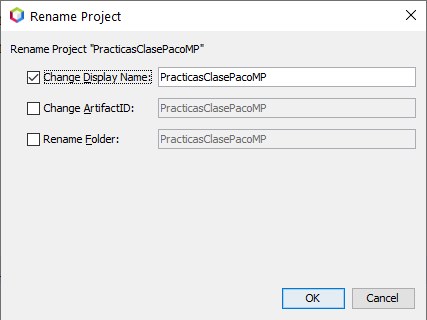 Rename Project
Rename Project "PracticasClasePacoMP"
Change Display Name: PracticasClasePacoMP
Change ArtifactID: PracticasClasePacoMP
Rename Folder: PracticasClasePacoMP
OK Cancel